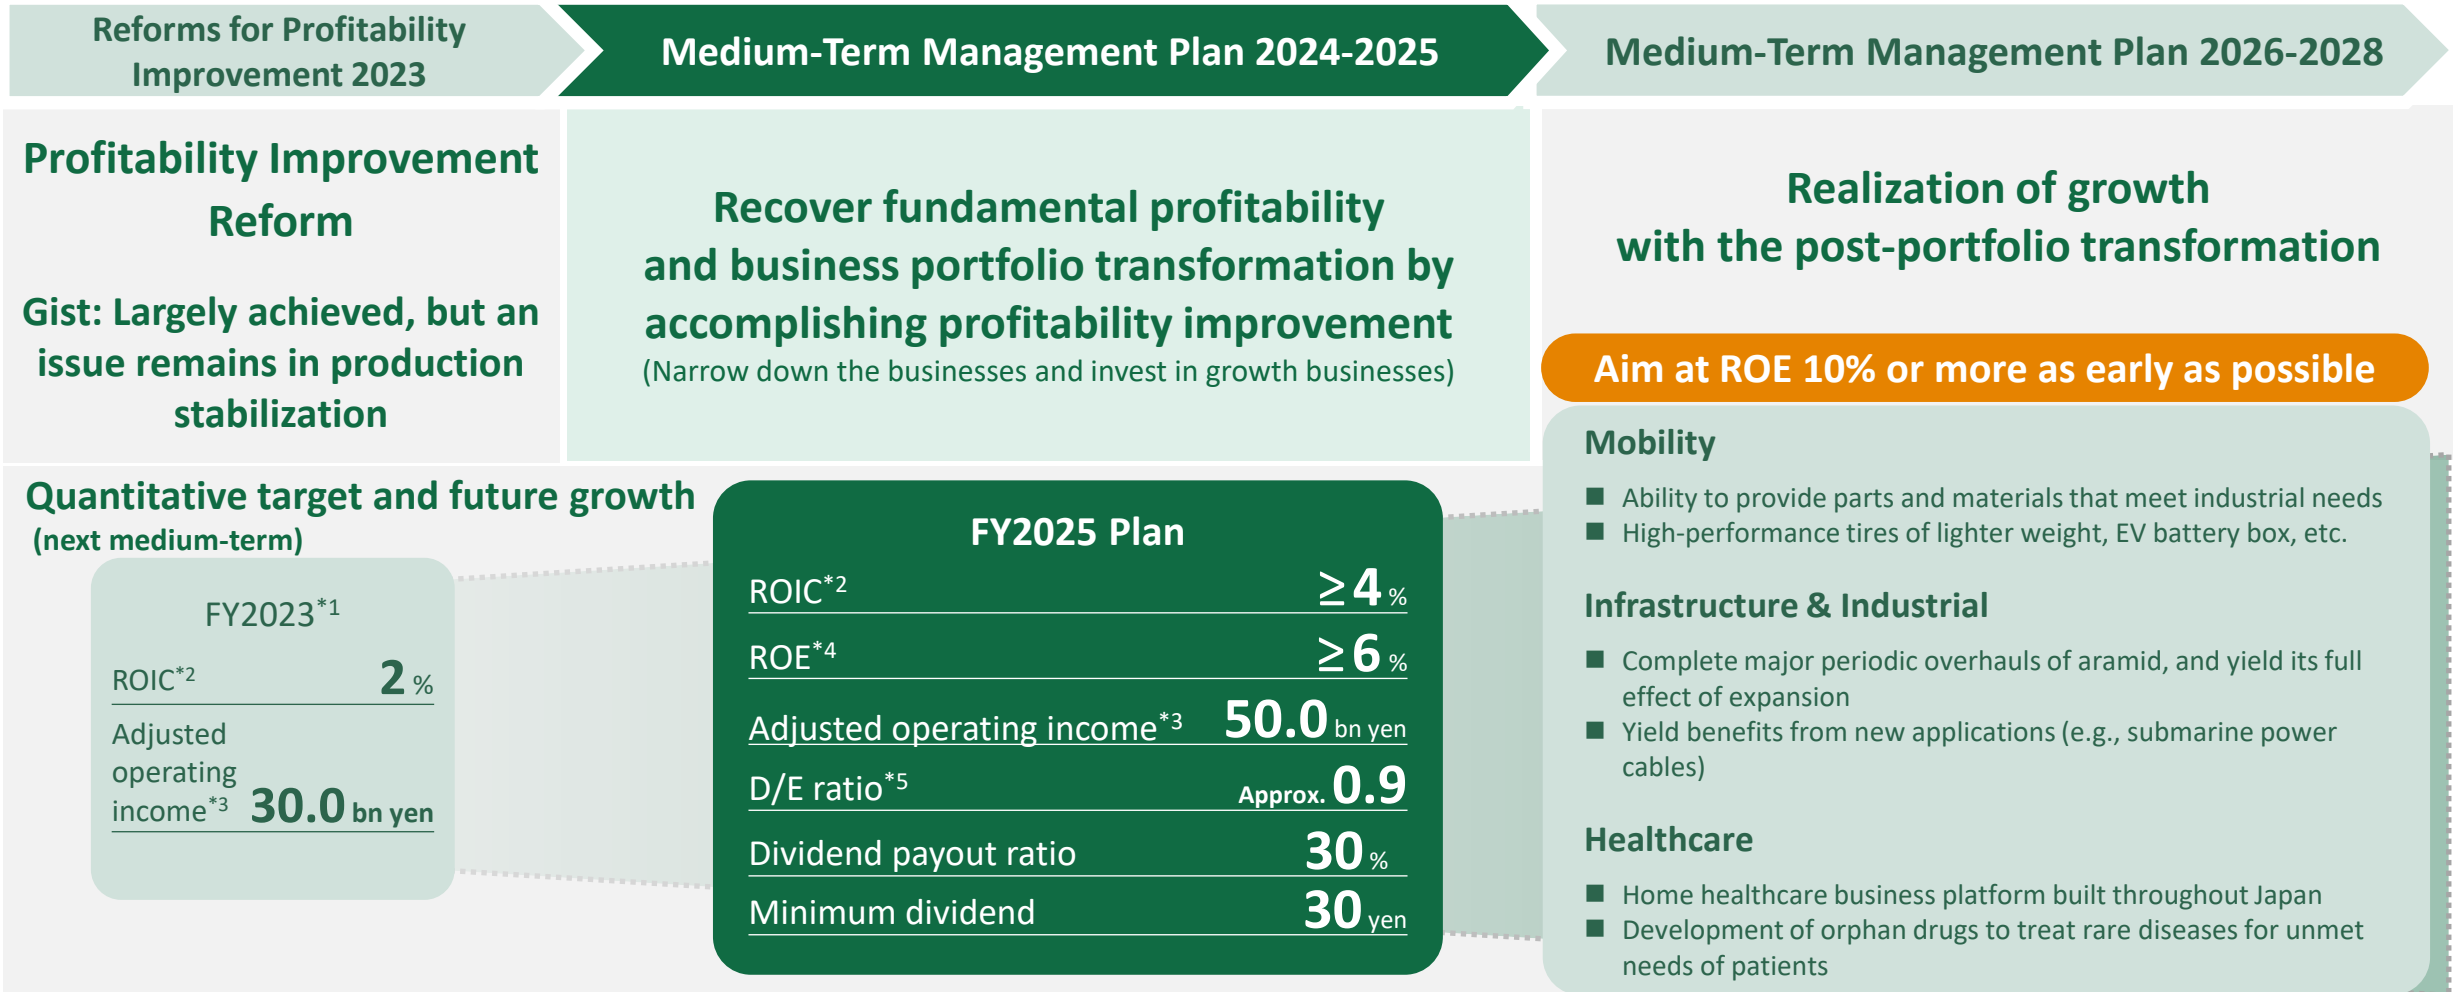 Reforms for Profitability
Improvement 2023
Medium-Term Management Plan 2024-2025
Medium-Term Management Plan 2026-2028
Profitability Improvement
Reform
Gist: Largely achieved, but an
issue remains in production
stabilization
Recover fundamental profitability
and business portfolio transformation by
accomplishing profitability improvement
(Narrow down the businesses and invest in growth businesses)
Realization of growth
with the post-portfolio transformation
Aim at ROE 10% or more as early as possible
Quantitative target and future growth
(next medium-term)
FY2023*1
ROIC*2 2 %
Adjusted
operating
income*3 30.0 bn yen
FY2025 Plan
ROIC*2 ≥ 4 %
ROE*4 ≥ 6 %
Adjusted operating income*3 50.0 bn yen
D/E ratio*5 Approx. 0.9
Dividend payout ratio 30 %
Minimum dividend 30 yen
Mobility
■ Ability to provide parts and materials that meet industrial needs
■ High-performance tires of lighter weight, EV battery box, etc.
Infrastructure & Industrial
■ Complete major periodic overhauls of aramid, and yield its full
effect of expansion
■ Yield benefits from new applications (e.g., submarine power
cables)
Healthcare
■ Home healthcare business platform built throughout Japan
■ Development of orphan drugs to treat rare diseases for unmet
needs of patients